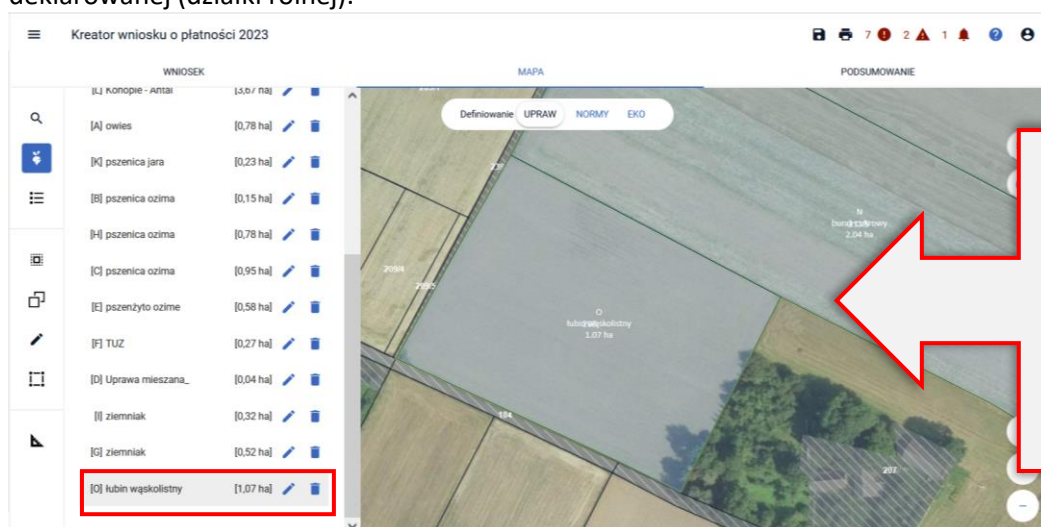 deklarowanej (działki rolnej).
Kreator wniosku o płatności 2023
7
2
1
WNIOSEK
MAPA
PODSUMOWANIE
[L] Konopie - Antal [3,67 ha]
[A] owies [0,78 ha]
[K] pszenica jara [0,23 ha]
[B] pszenica ozima [0,15 ha]
[H] pszenica ozima [0,78 ha]
[C] pszenica ozima [0,95 ha]
[E] pszenżyto ozime [0,58 ha]
[F] TUZ [0,27 ha]
[D] Uprawa mieszana_ [0,04 ha]
[I] ziemniak [0,32 ha]
[G] ziemniak [0,52 ha]
[O] łubin wąskolistny [1,07 ha]
Definiowanie UPRAW NORMY EKO
N
2.04 ha
209/4
O
1.07 ha
184
207